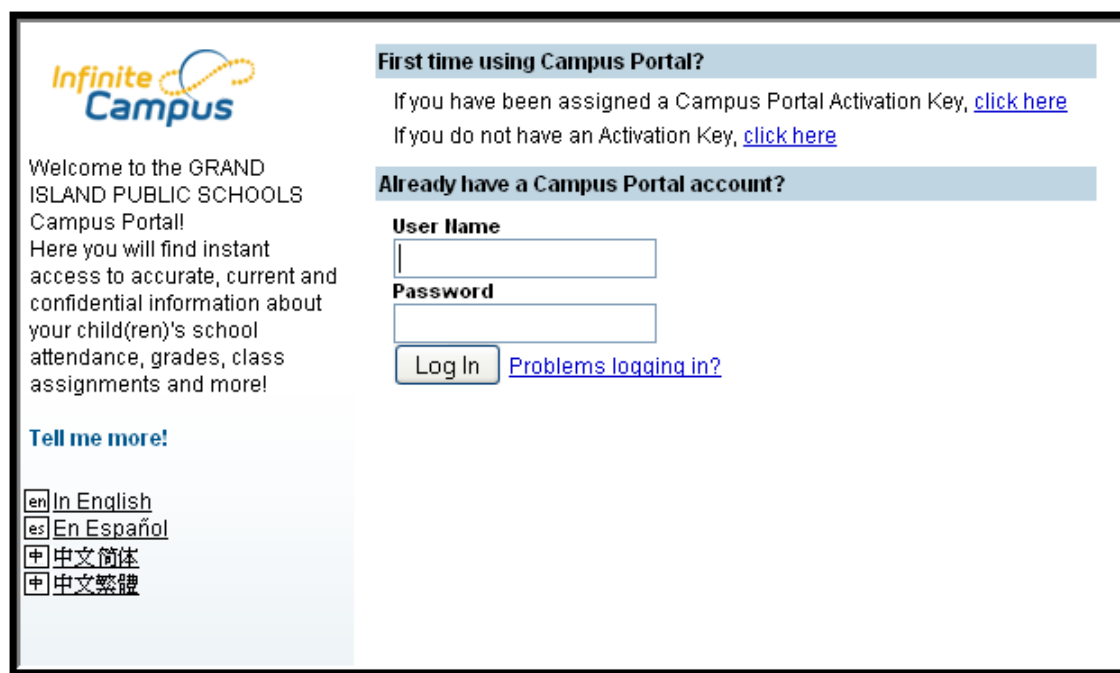 Infinite
Campus
Welcome to the GRAND
ISLAND PUBLIC SCHOOLS
Campus Portal!
Here you will find instant
access to accurate, current and
confidential information about
your child(ren)'s school
attendance, grades, class
assignments and more!
Tell me more!
en In English
es En Español
中 中文简体
中 中文繁體
First time using Campus Portal?
If you have been assigned a Campus Portal Activation Key, click here
If you do not have an Activation Key, click here
Already have a Campus Portal account?
User Name
Password
Log In Problems logging in?